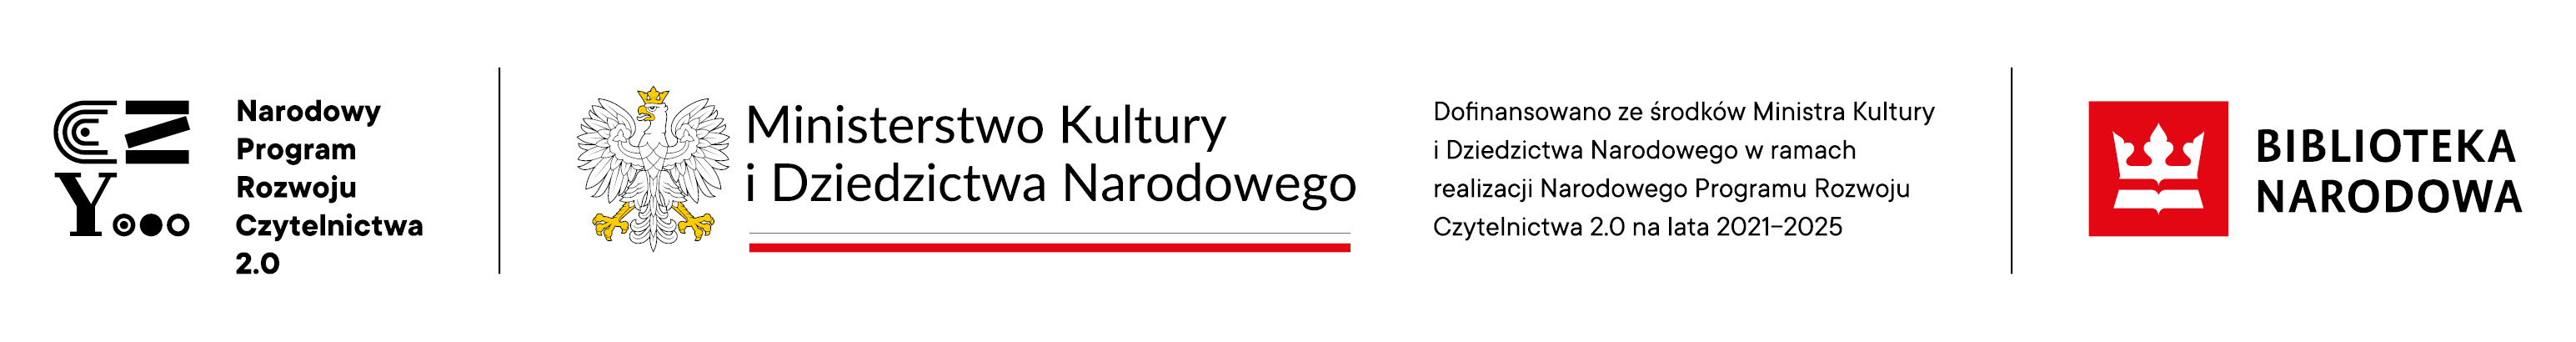 CZ
Y
Narodowy
Program
Rozwoju
Czytelnictwa
2.0
Ministerstwo Kultury
i Dziedzictwa Narodowego
Dofinansowano ze środków Ministra Kultury
i Dziedzictwa Narodowego w ramach
realizacji Narodowego Programu Rozwoju
Czytelnictwa 2.0 na lata 2021–2025
BIBLIOTEKA
NARODOWA